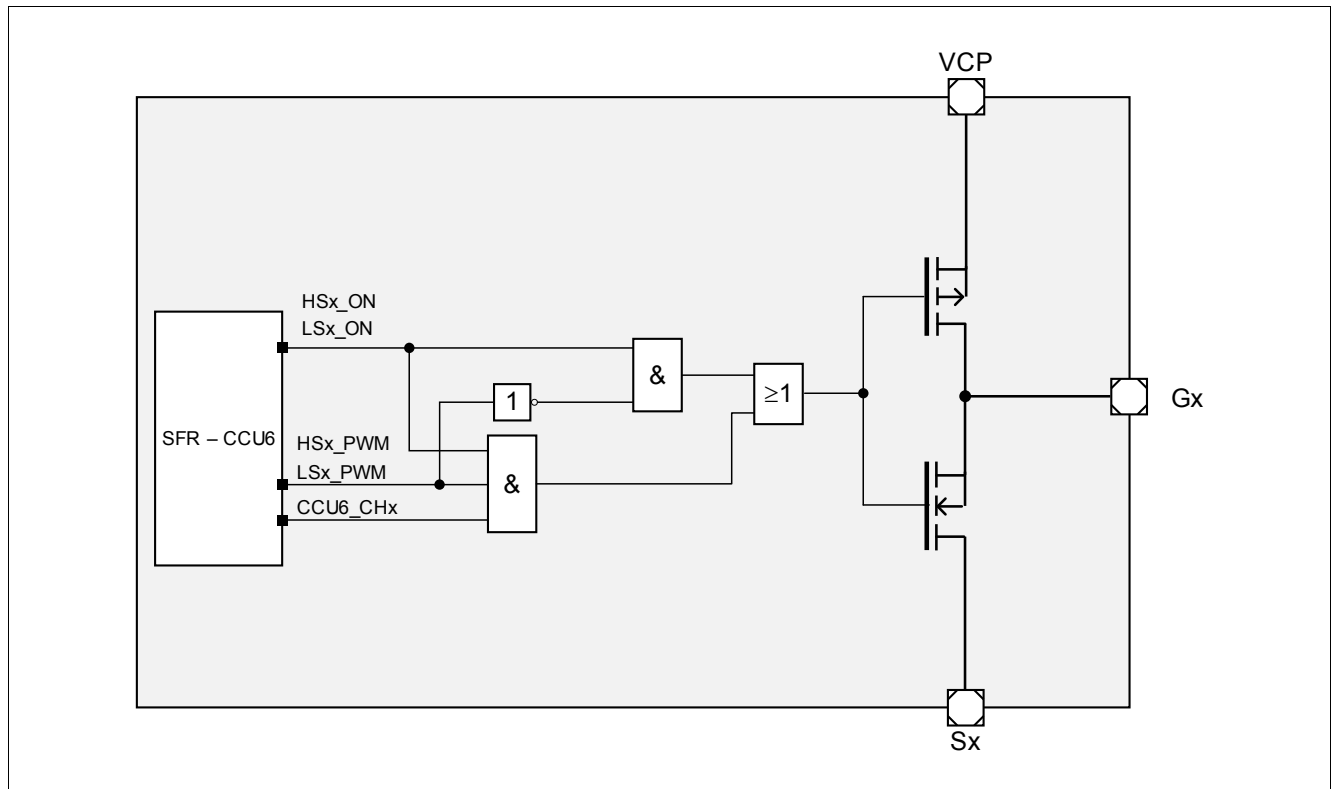 VCP
HSx_ON
LSx_ON
&
≥1
1
Gx
SFR – CCU6
HSx_PWM
LSx_PWM
&
CCU6_CHx
Sx